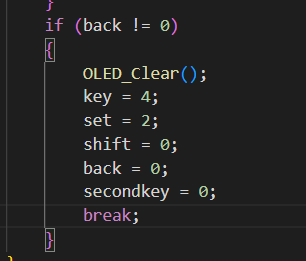 }
if (back != 0)
{
OLED_Clear();
key = 4;
set = 2;
shift = 0;
back = 0;
secondkey = 0;
break;
}
}